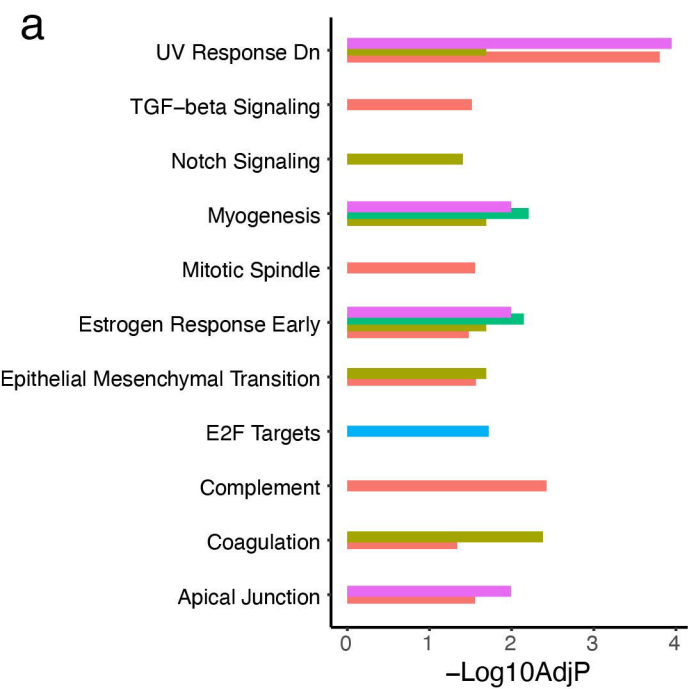 a
UV Response Dn
TGF−beta Signaling
Notch Signaling
Myogenesis
Mitotic Spindle
Estrogen Response Early
Epithelial Mesenchymal Transition
E2F Targets
Complement
Coagulation
Apical Junction
0 1 2 3 4
−Log10AdjP